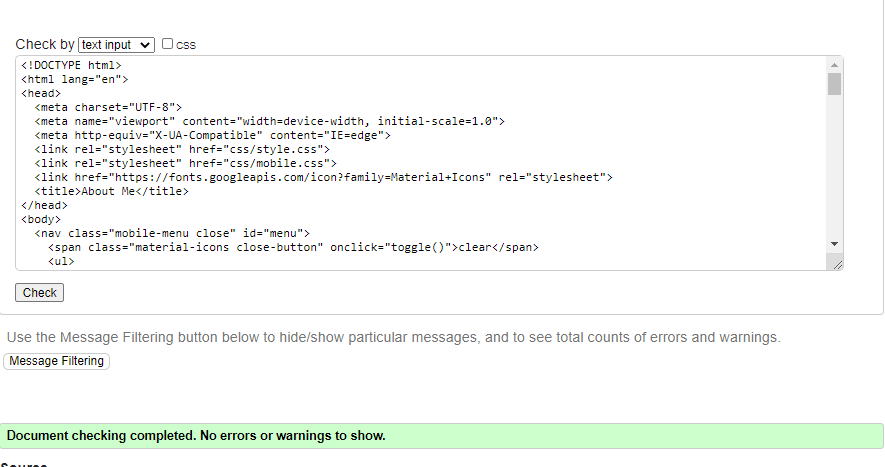 Check by text input css
<!DOCTYPE html>
<html lang="en">
<head>
<meta charset="UTF-8">
<meta name="viewport" content="width=device-width, initial-scale=1.0">
<meta http-equiv="X-UA-Compatible" content="IE=edge">
<link rel="stylesheet" href="css/style.css">
<link rel="stylesheet" href="css/mobile.css">
<link href="https://fonts.googleapis.com/icon?family=Material+Icons" rel="stylesheet">
<title>About Me</title>
</head>
<body>
<nav class="mobile-menu close" id="menu">
<span class="material-icons close-button" onclick="toggle()">clear</span>
<ul>
Check
Use the Message Filtering button below to hide/show particular messages, and to see total counts of errors and warnings.
Message Filtering
Document checking completed. No errors or warnings to show.
Source